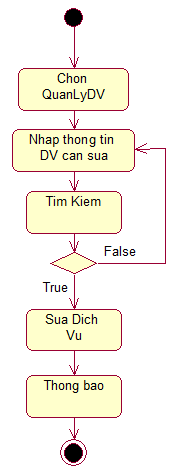 Chon
QuanLyDV
Nhap thong tin
DV can sua
Tim Kiem
False
True
Sua Dich
Vu
Thong bao